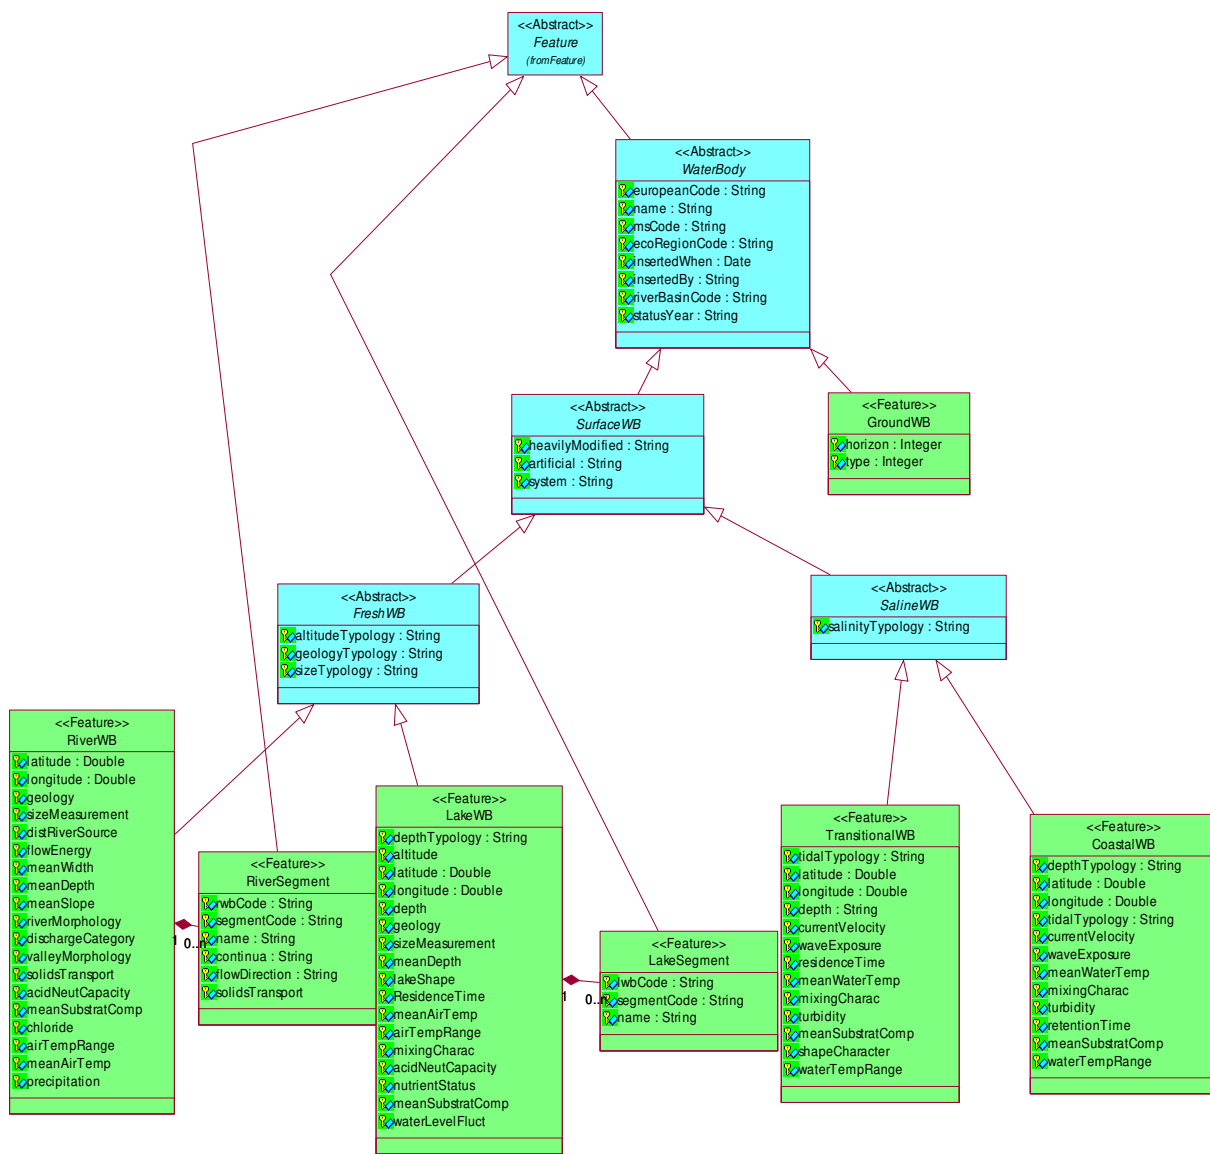 <<Abstract>>
Feature
(fromFeature)
<<Abstract>>
WaterBody
europeanCode : String
name : String
msCode : String
ecoRegionCode : String
insertedWhen : Date
insertedBy : String
riverBasinCode : String
statusYear : String
<<Abstract>>
SurfaceWB
heavilyModified : String
artificial : String
system : String
<<Feature>>
GroundWB
horizon : Integer
type : Integer
<<Abstract>>
FreshWB
altitudeTypology : String
geologyTypology : String
sizeTypology : String
<<Abstract>>
SalineWB
salinityTypology : String
<<Feature>>
RiverWB
latitude : Double
longitude : Double
geology
sizeMeasurement
distRiverSource
flowEnergy
meanWidth
meanDepth
meanSlope
riverMorphology
dischargeCategory
valleyMorphology
solidsTransport
acidNeutCapacity
meanSubstratComp
chloride
airTempRange
meanAirTemp
precipitation
1
0..n
<<Feature>>
RiverSegment
rwbCode : String
segmentCode : String
name : String
continua : String
flowDirection : String
solidsTransport
<<Feature>>
LakeWB
depthTypology : String
altitude
latitude : Double
longitude : Double
depth
geology
sizeMeasurement
meanDepth
lakeShape
ResidenceTime
meanAirTemp
airTempRange
mixingCharac
acidNeutCapacity
nutrientStatus
meanSubstratComp
waterLevelFluct
1
0..n
<<Feature>>
LakeSegment
lwbCode : String
segmentCode : String
name : String
<<Feature>>
TransitionalWB
tidalTypology : String
latitude : Double
longitude : Double
depth : String
currentVelocity
waveExposure
residenceTime
meanWaterTemp
mixingCharac
turbidity
meanSubstratComp
shapeCharacter
waterTempRange
<<Feature>>
CoastalWB
depthTypology : String
latitude : Double
longitude : Double
tidalTypology : String
currentVelocity
waveExposure
meanWaterTemp
mixingCharac
turbidity
retentionTime
meanSubstratComp
waterTempRange